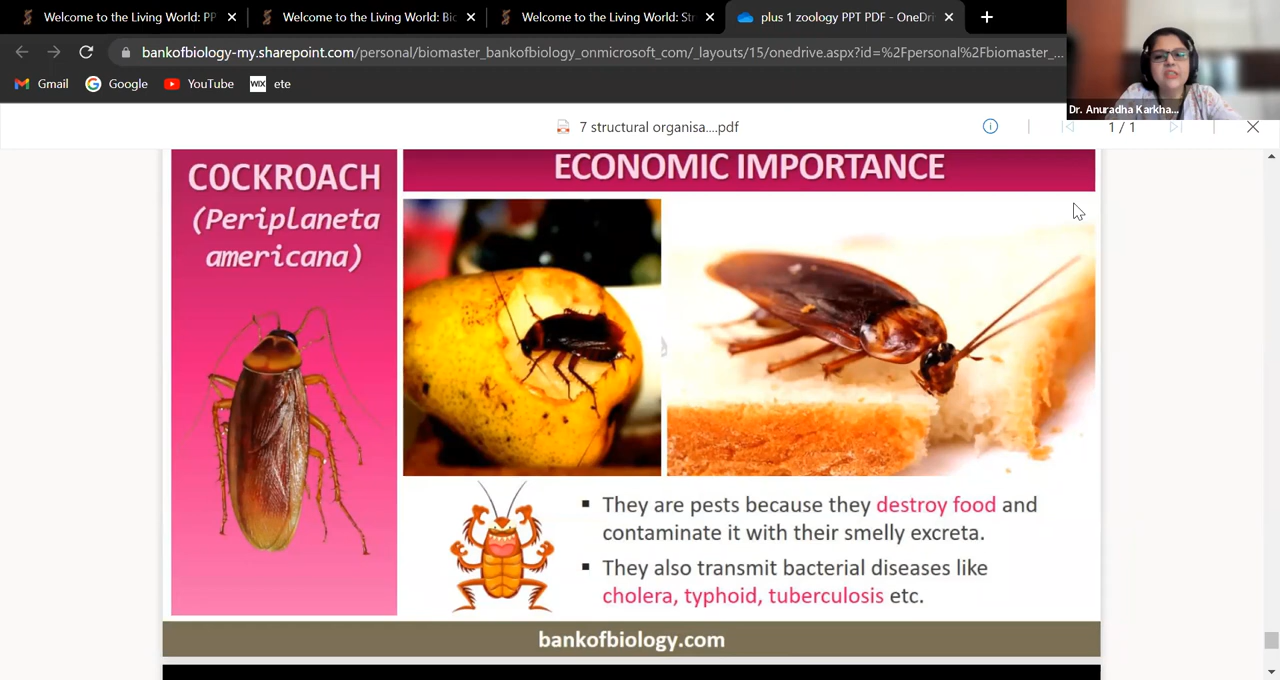 Welcome to the Living World: PP
Welcome to the Living World: Bio
Welcome to the Living World: Str
plus 1 zoology PPT PDF - OneDri
bankofbiology-my.sharepoint.com/personal/biomaster_bankofbiology_onmicrosoft_com/_layouts/15/onedrive.aspx?id=%2Fpersonal%2Fbiomaster_...
Gmail
Google
YouTube
WIX
ete
Dr. Anuradha Karkha...
7 structural organisa....pdf
1 / 1
COCKROACH
(Periplaneta
americana)
ECONOMIC IMPORTANCE
▪ They are pests because they destroy food and
contaminate it with their smelly excreta.
▪ They also transmit bacterial diseases like
cholera, typhoid, tuberculosis etc.
bankofbiology.com